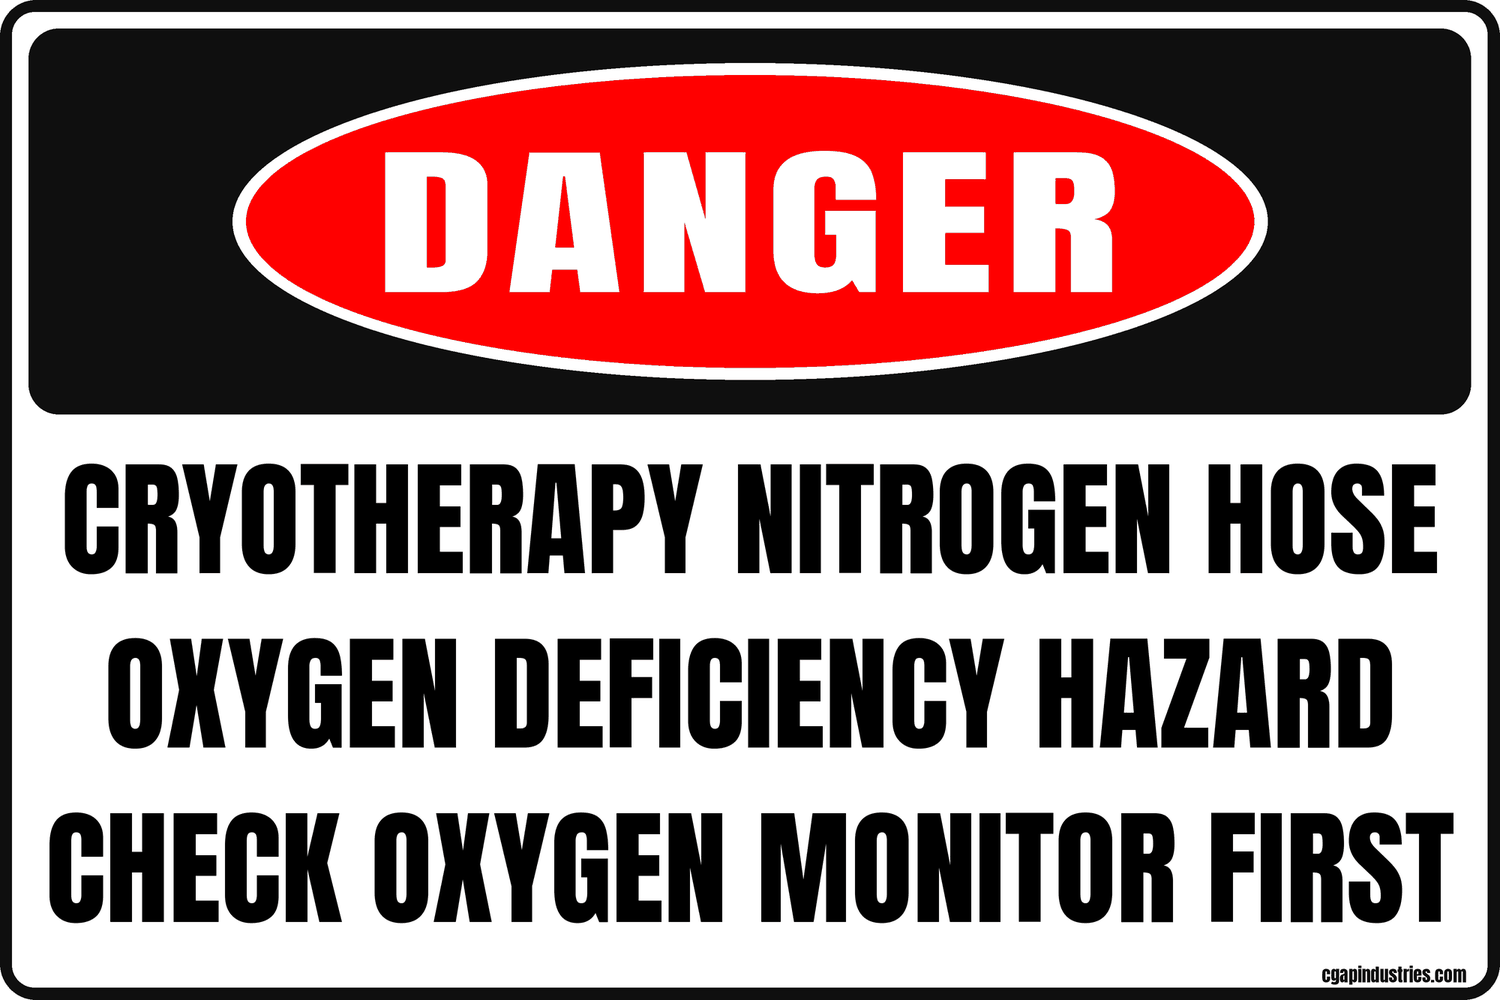 DANGER
CRYOTHERAPY NITROGEN HOSE
OXYGEN DEFICIENCY HAZARD
CHECK OXYGEN MONITOR FIRST
cgapindustries.com